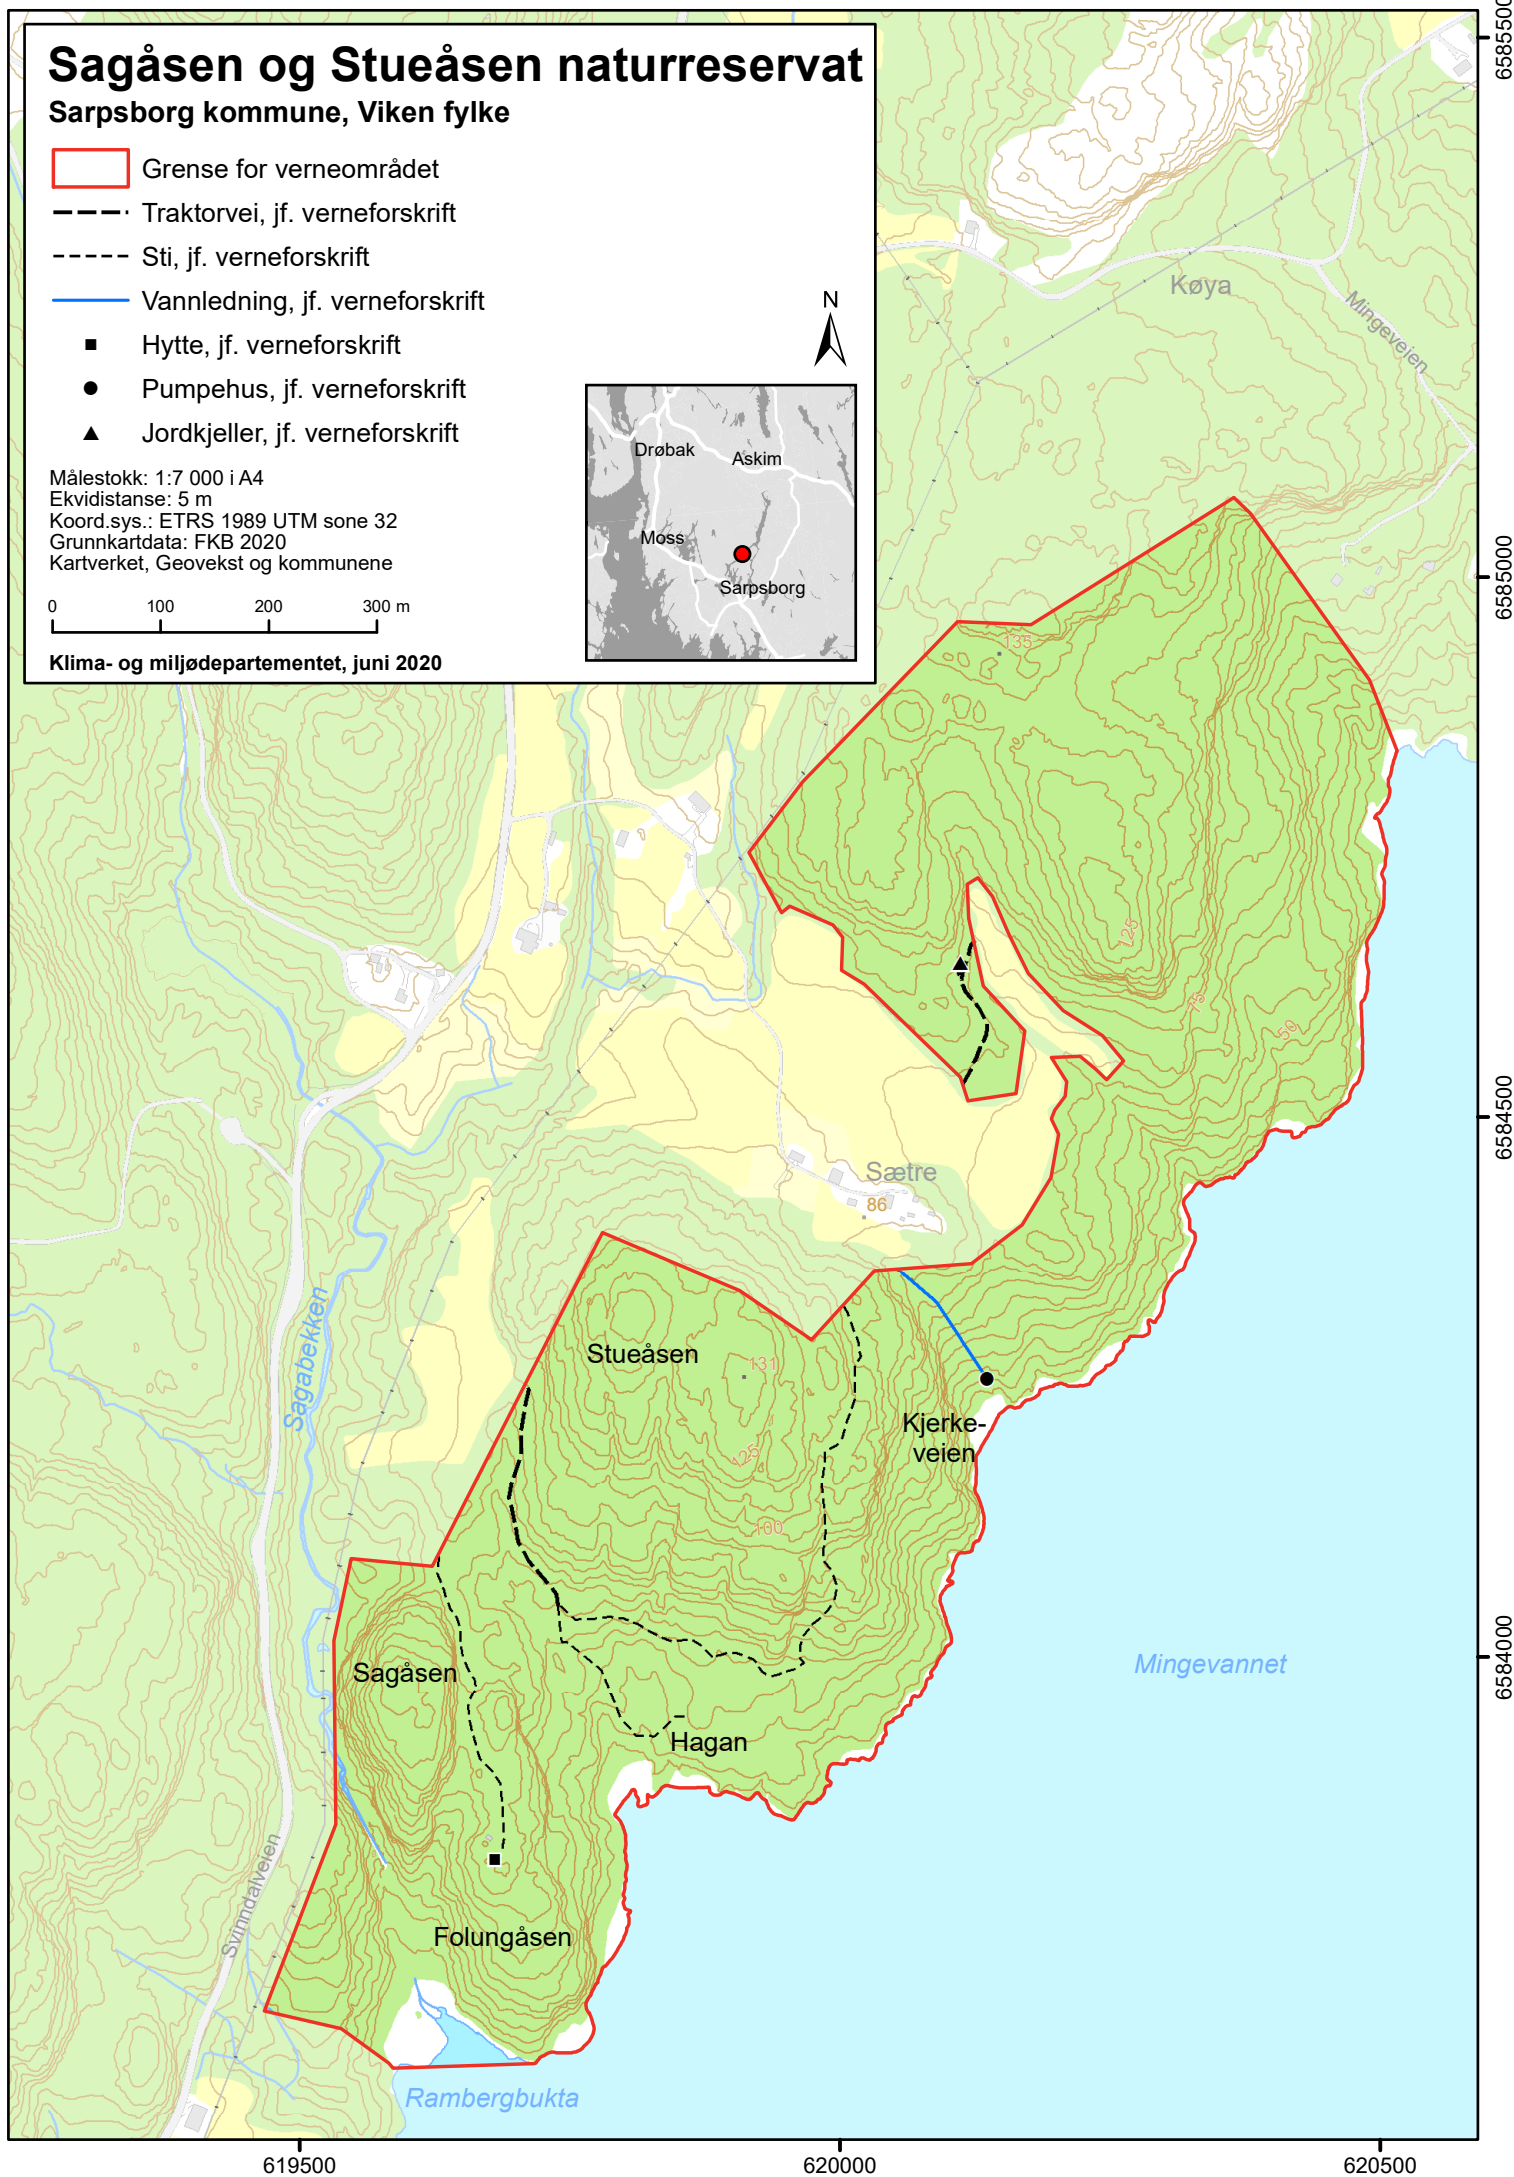 Sagåsen og Stueåsen naturreservat
Sarpsborg kommune, Viken fylke
Grense for verneområdet
Traktorvei, jf. verneforskrift
Sti, jf. verneforskrift
Vannledning, jf. verneforskrift
Hytte, jf. verneforskrift
Pumpehus, jf. verneforskrift
Jordkjeller, jf. verneforskrift
Målestokk: 1:7 000 i A4
Ekvidistanse: 5 m
Koord.sys.: ETRS 1989 UTM sone 32
Grunnkartdata: FKB 2020
Kartverket, Geovekst og kommunene
0 100 200 300 m
Klima- og miljødepartementet, juni 2020
N
Drøbak
Askim
Moss
Sarpsborg
6585500
Køya
Mingeveien
6585000
135
125
75
50
6584500
Sætre
86
Sagabekken
Stueåsen
131
Kjerke-
veien
125
100
6584000
Mingevannet
Sagåsen
Hagan
Svinndalveien
Folungåsen
Rambergbukta
619500
620000
620500